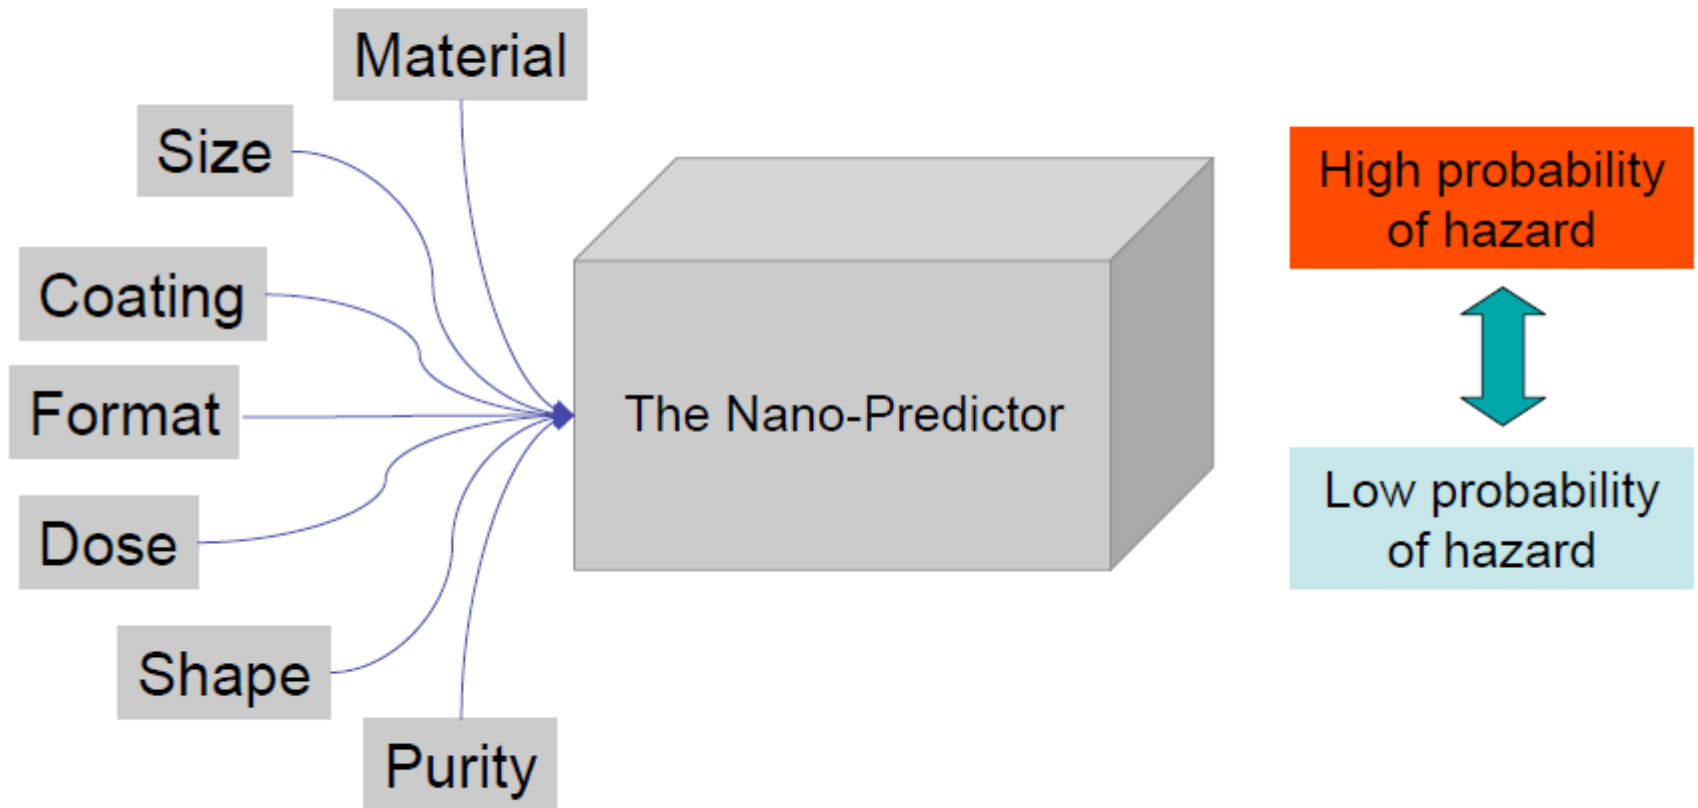 Material
Size
Coating
Format
Dose
Shape
Purity
The Nano-Predictor
High probability
of hazard
Low probability
of hazard